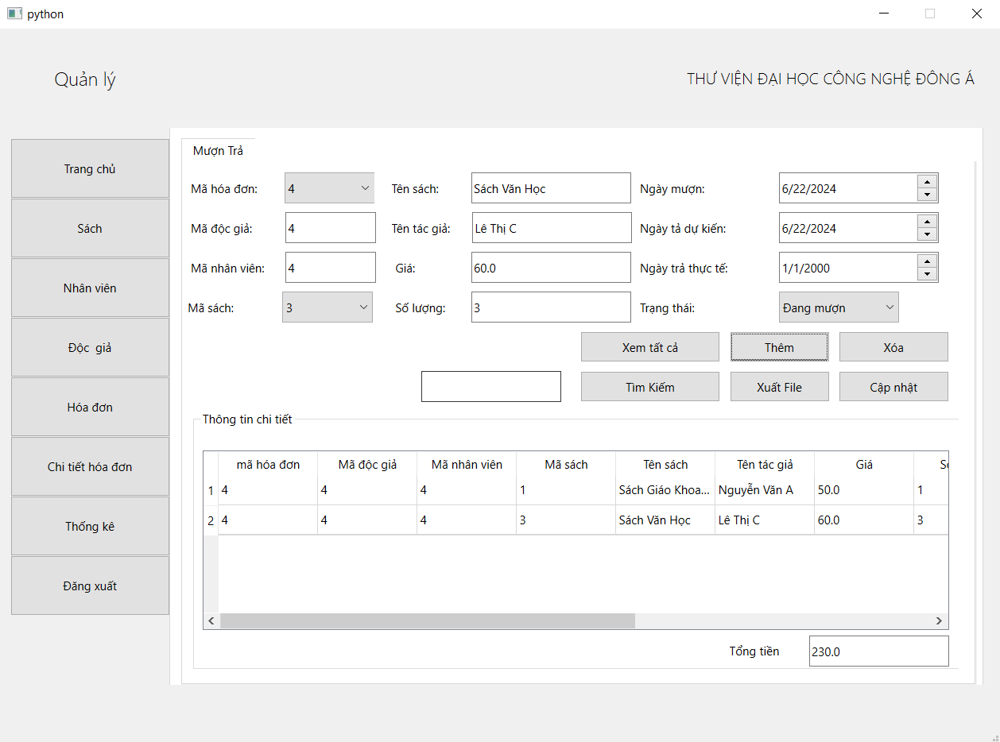 python
Quản lý
THƯ VIỆN ĐẠI HỌC CÔNG NGHỆ ĐÔNG Á
Trang chủ
Sách
Nhân viên
Độc giả
Hóa đơn
Chi tiết hóa đơn
Thống kê
Đăng xuất
Mượn Trả
Mã hóa đơn: 4 Tên sách: Sách Văn Học Ngày mượn: 6/22/2024
Mã độc giả: 4 Tên tác giả: Lê Thị C Ngày tả dự kiến: 6/22/2024
Mã nhân viên: 4 Giá: 60.0 Ngày trả thực tế: 1/1/2000
Mã sách: 3 Số lượng: 3 Trạng thái: Đang mượn
Xem tất cả Thêm Xóa
Tìm Kiếm Xuất File Cập nhật
Thông tin chi tiết
mã hóa đơn Mã độc giả Mã nhân viên Mã sách Tên sách Tên tác giả Giá
1 4 4 4 1 Sách Giáo Khoa... Nguyễn Văn A 50.0 1
2 4 4 4 3 Sách Văn Học Lê Thị C 60.0 3
Tổng tiền 230.0